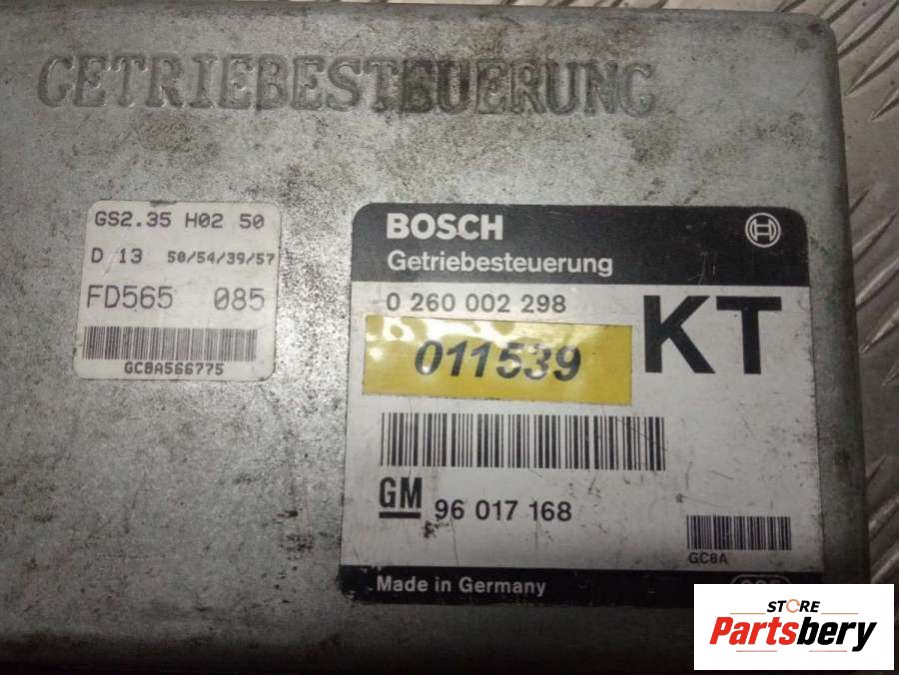 GETRIEBESTEUERUNG
GS2.35 H02 50
D 13 50/54/39/57
FD565 085
GC8A566775
BOSCH
Getriebesteuerung
0 260 002 298
KT
011539
GM 96 017 168
GC8A
Made in Germany
STORE
Partsbery